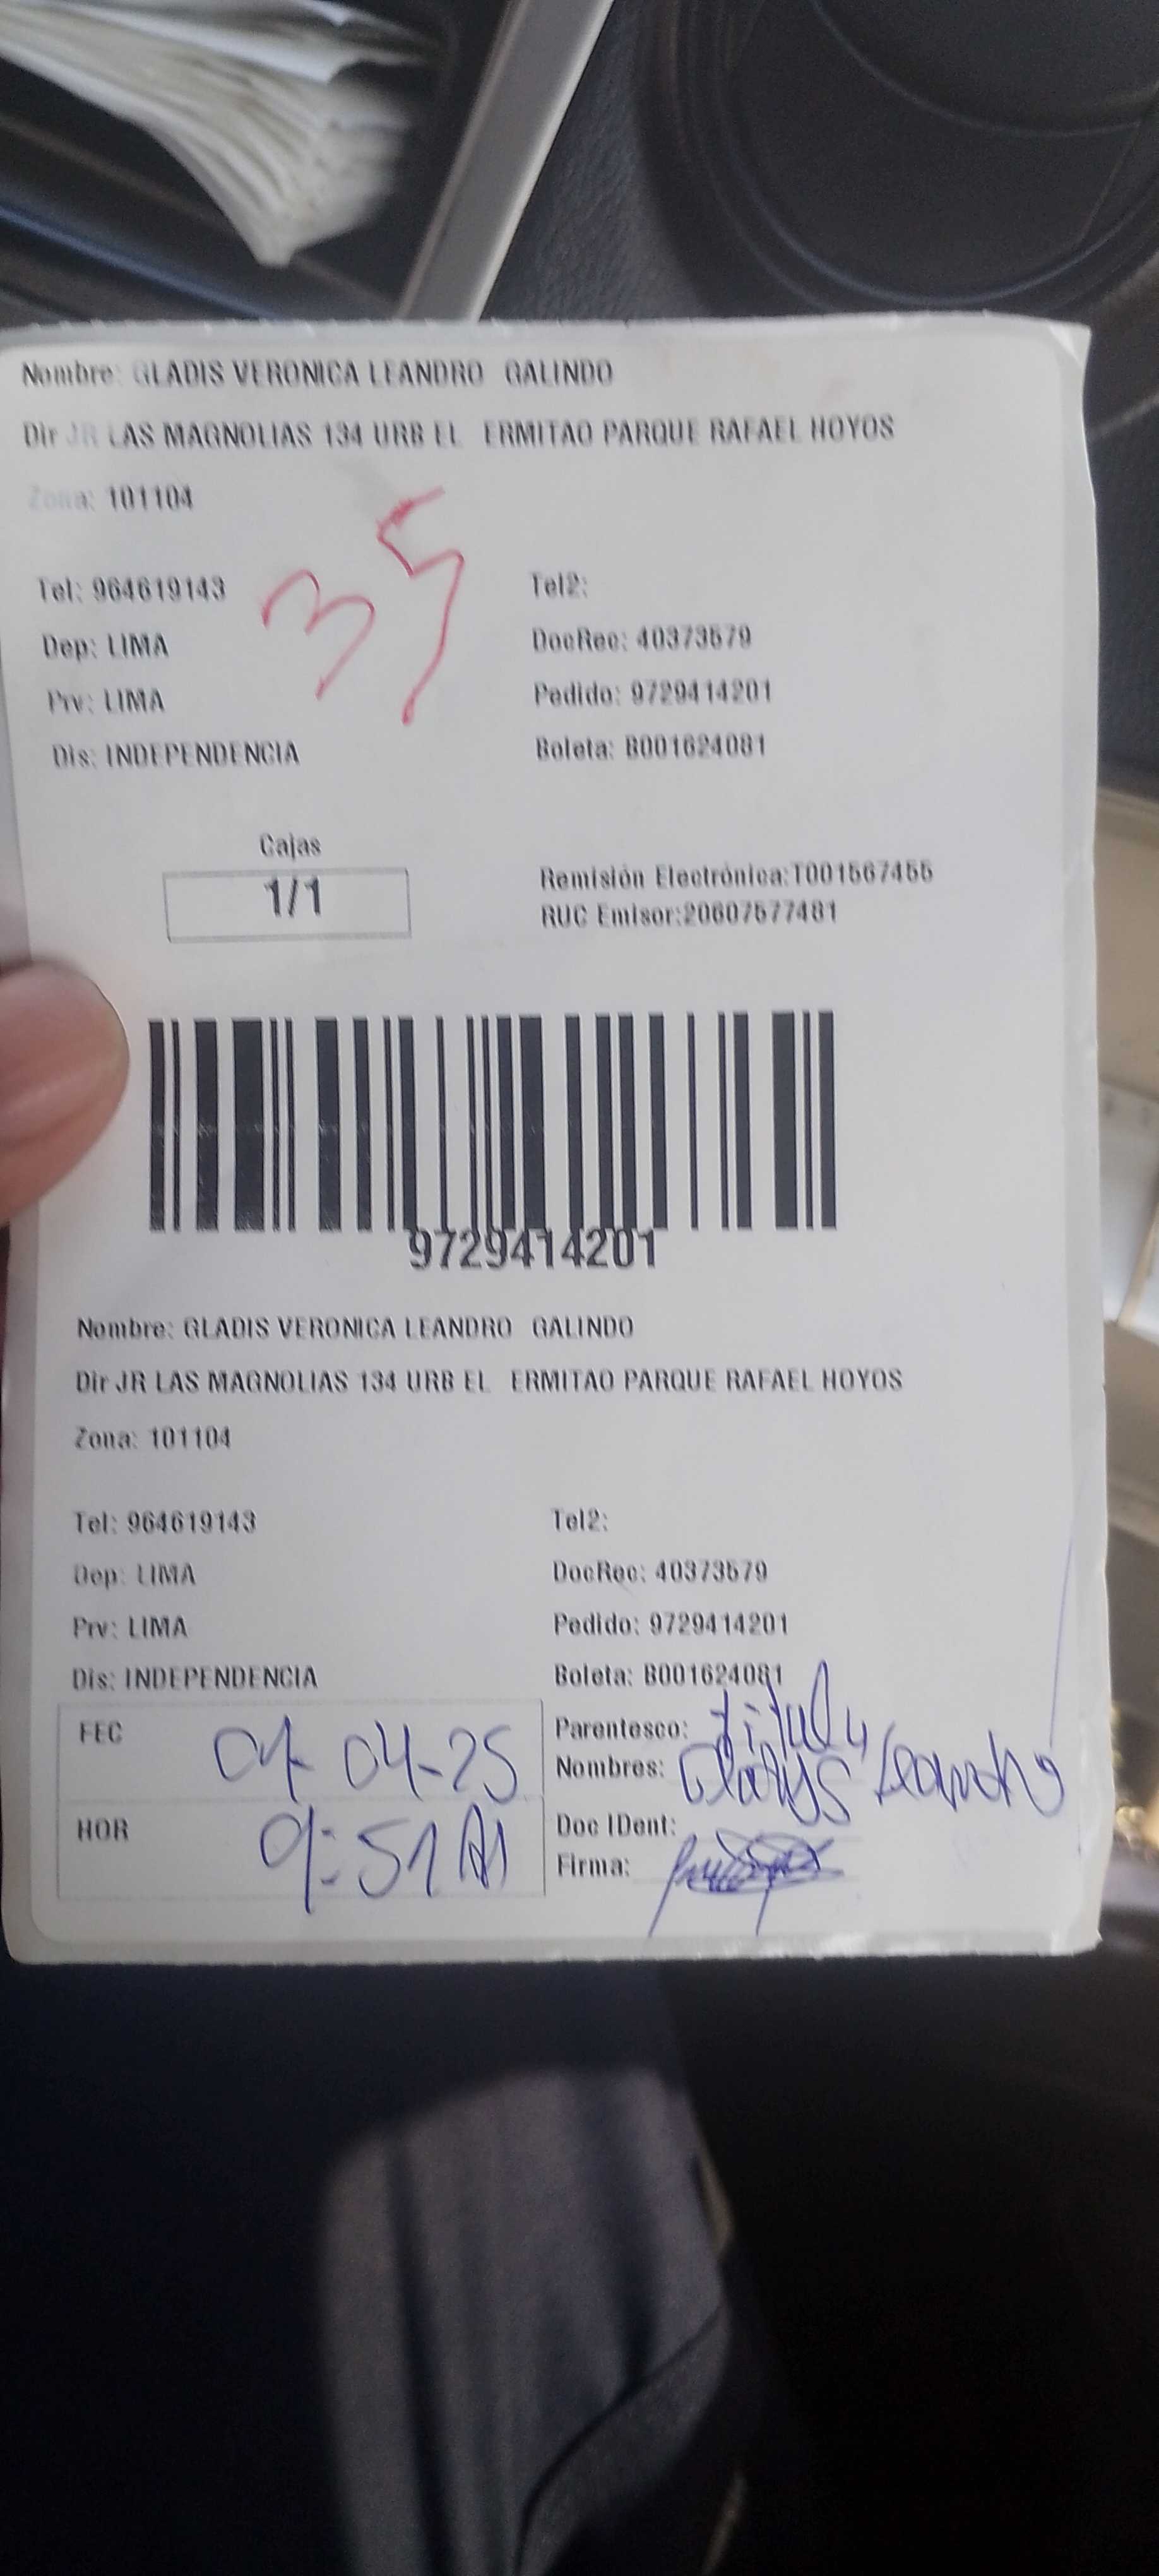 Nombre: GLADIS VERONICA LEANDRO GALINDO
Dir JR LAS MAGNOLIAS 134 URB EL ERMITAO PARQUE RAFAEL HOYOS
Zona: 101104
35
Tel: 964619143 Tel2:
Dep: LIMA DocRec: 40373579
Prv: LIMA Pedido: 9729414201
Dis: INDEPENDENCIA Boleta: B001624081
Cajas
1/1
Remisión Electrónica:T001567455
RUC Emisor:20607577481
9729414201
Nombre: GLADIS VERONICA LEANDRO GALINDO
Dir JR LAS MAGNOLIAS 134 URB EL ERMITAO PARQUE RAFAEL HOYOS
Zona: 101104
Tel: 964619143 Tel2:
Dep: LIMA DocRec: 40373579
Prv: LIMA Pedido: 9729414201
Dis: INDEPENDENCIA Boleta: B001624081
FEC 04-25 Parentesco:
Nombres: Gladys Leandro
HOR 9:51 Doc IDent:
Firma: